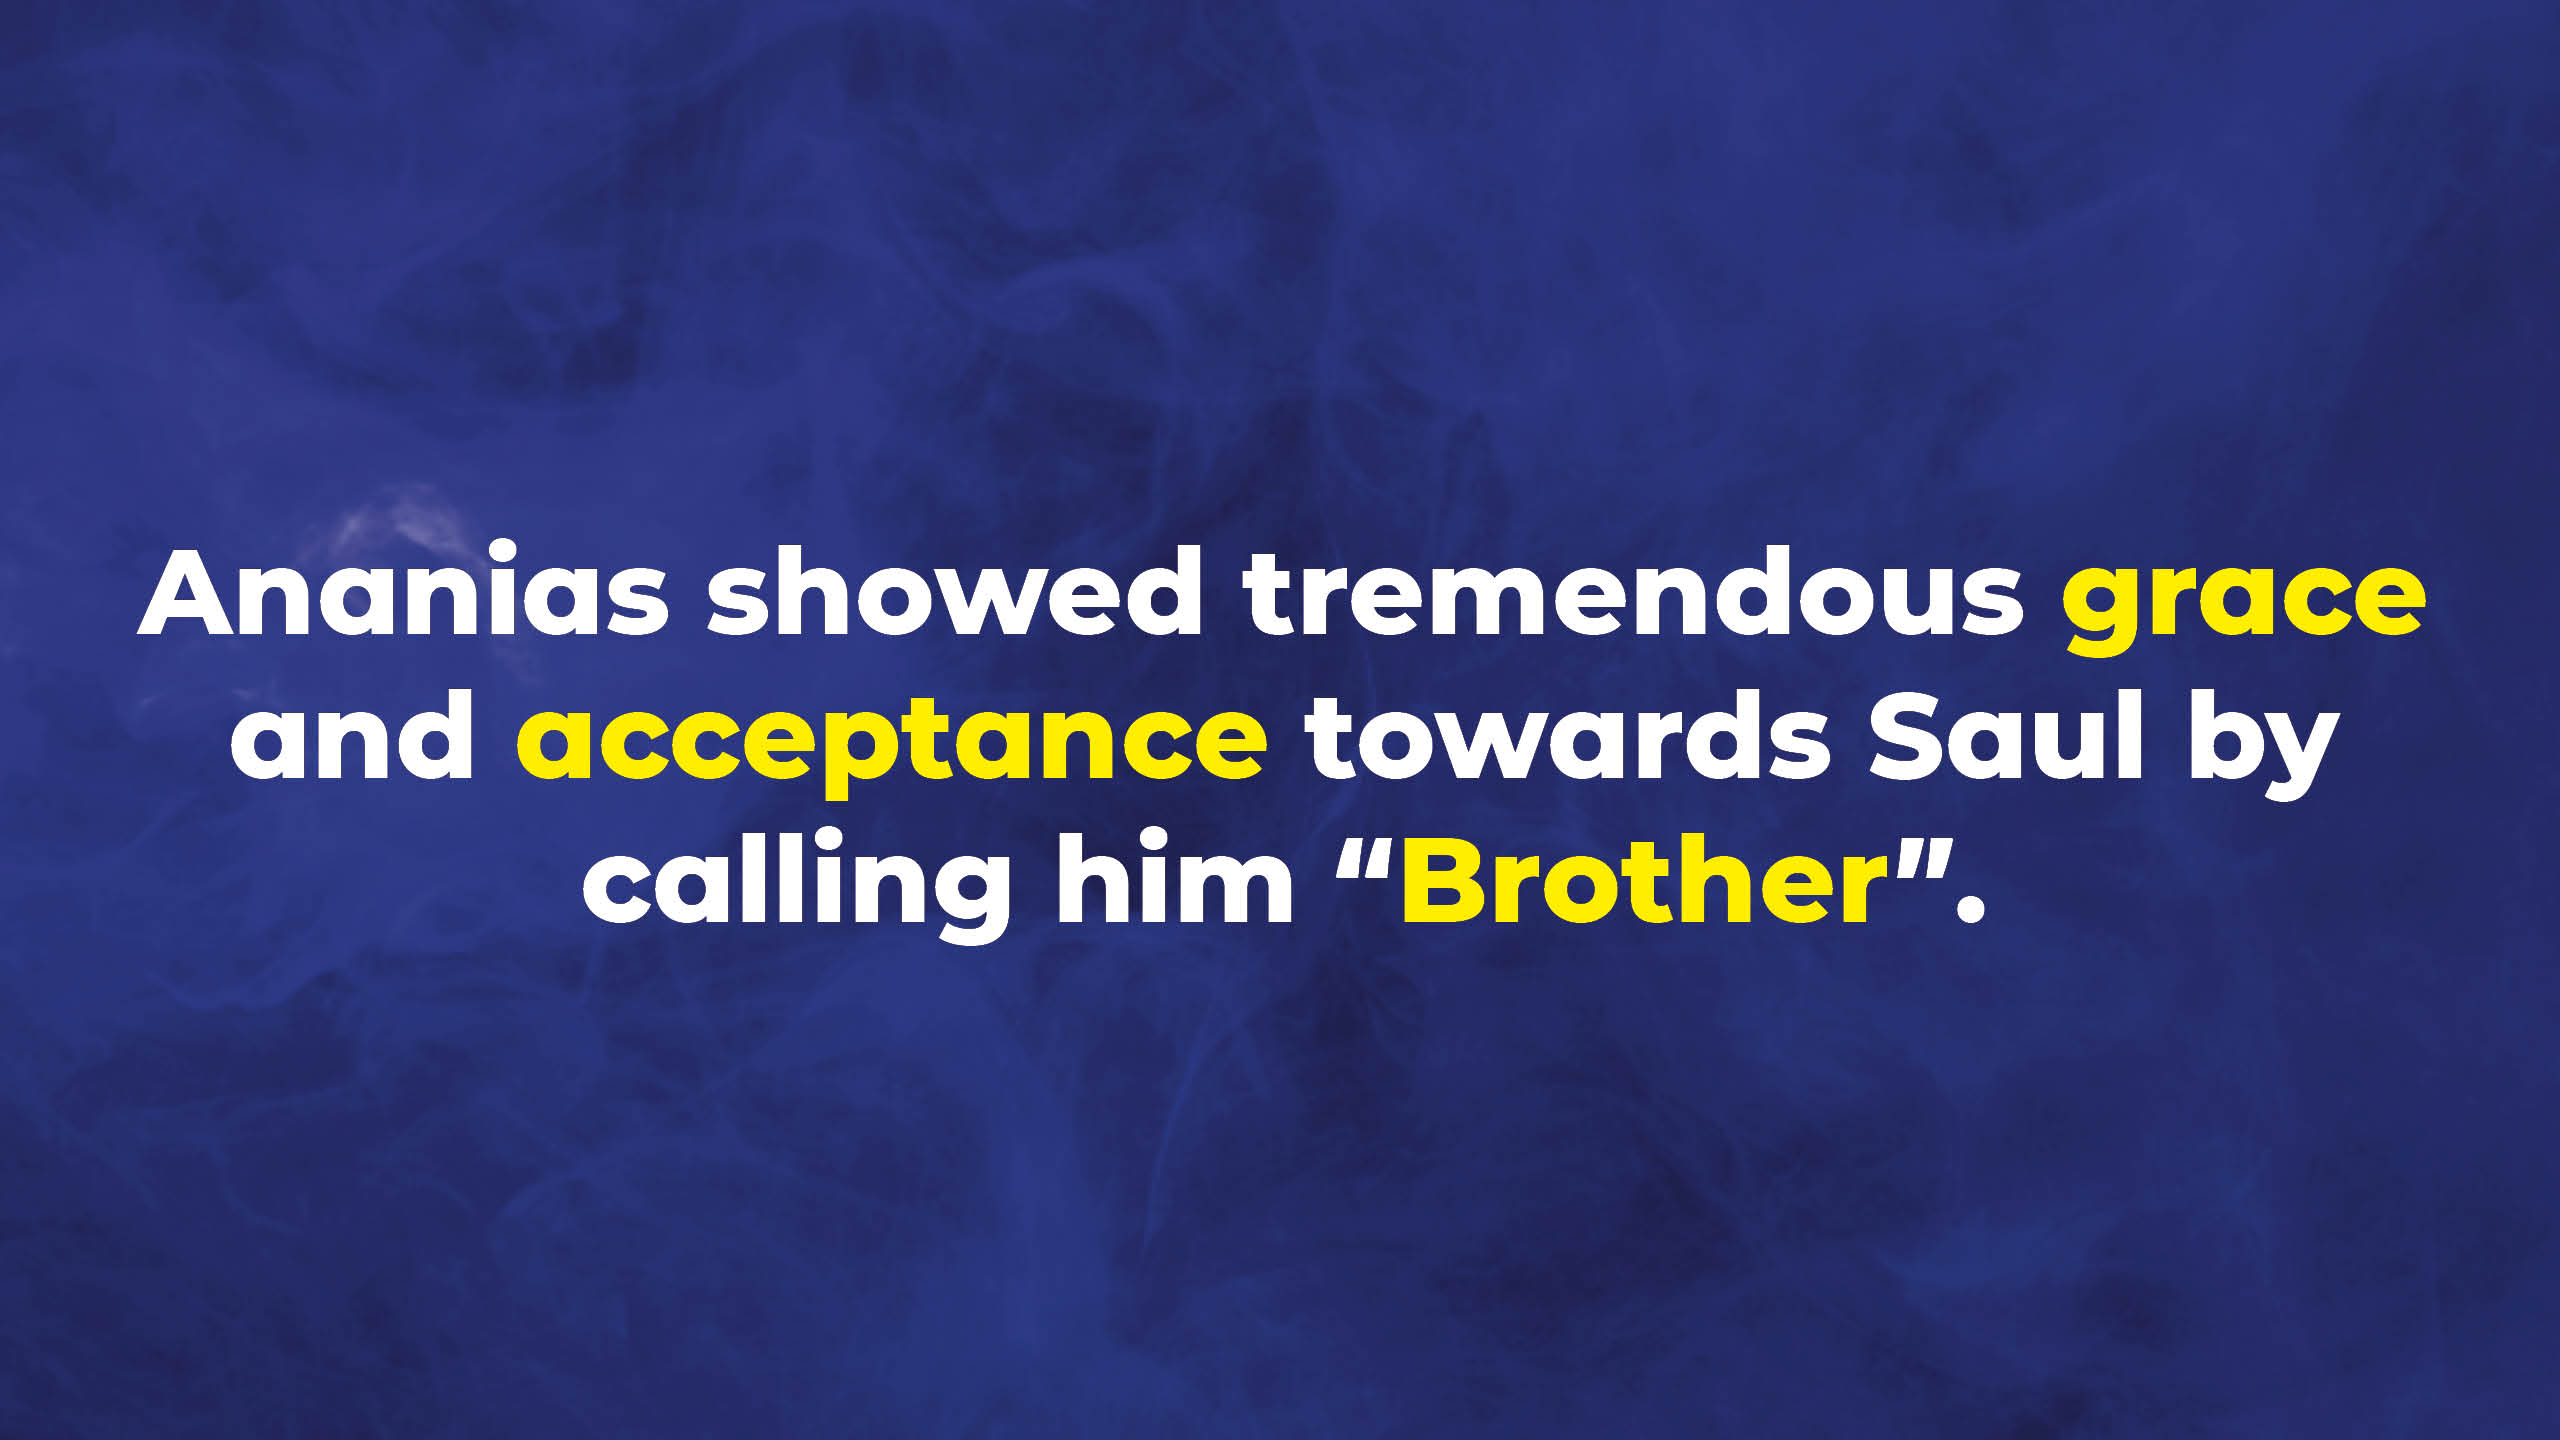 Ananias showed tremendous grace
and acceptance towards Saul by
calling him “Brother”.